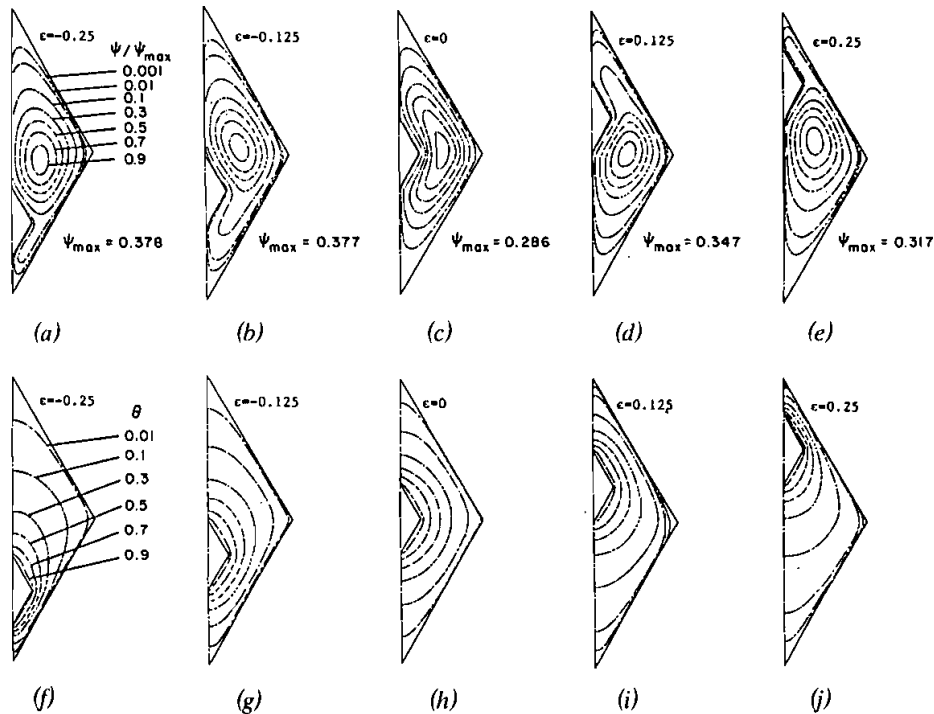 ε=-0.25
ψ/ψmax
0.001
0.01
0.1
0.3
0.5
0.7
0.9
ψmax = 0.378
ε=-0.125
ψmax = 0.377
ε=0
ψmax = 0.286
ε=0.125
ψmax = 0.347
ε=0.25
ψmax = 0.317
(a)
(b)
(c)
(d)
(e)
ε=-0.25
θ
0.01
0.1
0.3
0.5
0.7
0.9
ε=-0.125
ε=0
ε=0.125
ε=0.25
(f)
(g)
(h)
(i)
(j)